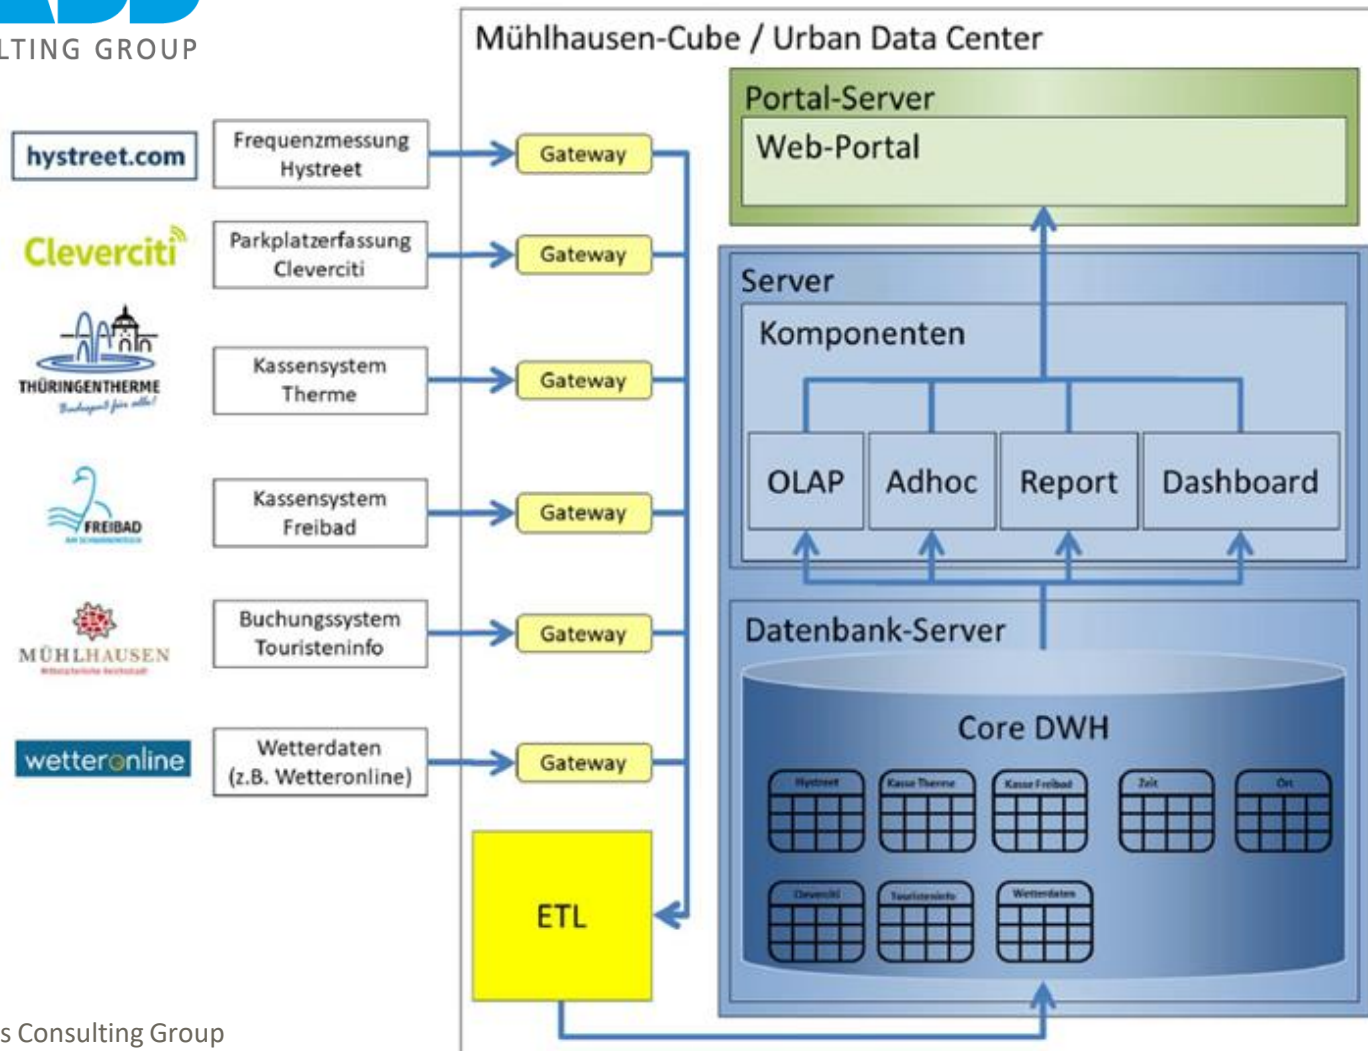 LTING GROUP
Mühlhausen-Cube / Urban Data Center
hystreet.com
Frequenzmessung
Hystreet
Gateway
Cleverciti
Parkplatzerfassung
Cleverciti
Gateway
THÜRINGENTHERME
Kassensystem
Therme
Gateway
FREIBAD
Kassensystem
Freibad
Gateway
MÜHLHAUSEN
Mittelalterliche Reichsstadt
Buchungssystem
Touristeninfo
Gateway
wetteronline
Wetterdaten
(z.B. Wetteronline)
Gateway
ETL
Portal-Server
Web-Portal
Server
Komponenten
OLAP
Adhoc
Report
Dashboard
Datenbank-Server
Core DWH
Hystreet
Kasse Therme
Kasse Freibad
Zeit
Ort
Cleverciti
Touristeninfo
Wetterdaten
s Consulting Group